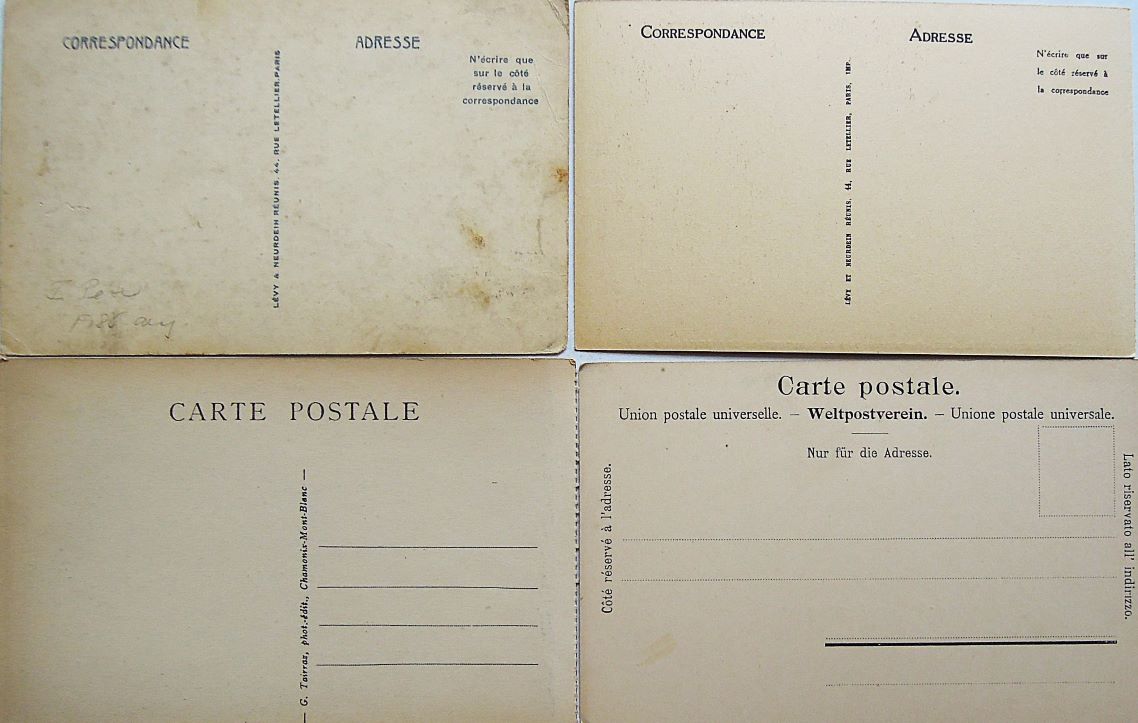 CORRESPONDANCE
ADRESSE
N'écrire que
sur le côté
réservé à la
correspondance
LÉVY & NEURDEIN RÉUNIS, 44, RUE LETELLIER, PARIS
CORRESPONDANCE
ADRESSE
N'écrire que sur
le côté réservé à
la correspondance
LÉVY ET NEURDEIN RÉUNIS, 44, RUE LETELLIER, PARIS, IMP.
CARTE POSTALE
— G. Tairraz, phot.-édit., Chamonix-Mont-Blanc —
Carte postale.
Union postale universelle. — Weltpostverein. — Unione postale universale.
Nur für die Adresse.
Côté réservé à l'adresse.
Lato riservato all' indirizzo.